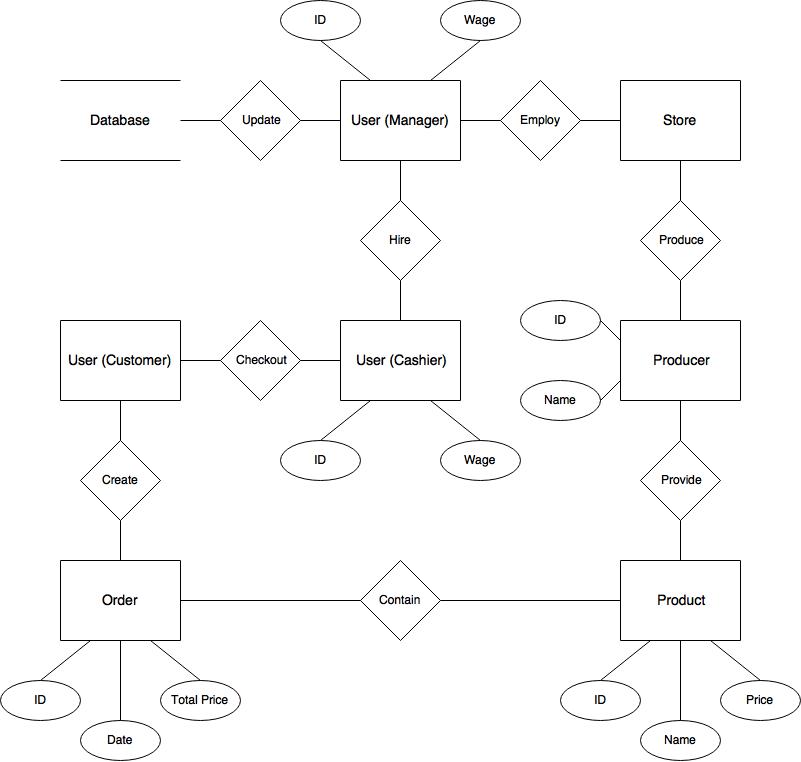 ID
Wage
Database
Update
User (Manager)
Employ
Store
Hire
Produce
ID
User (Customer)
Checkout
User (Cashier)
Producer
Name
ID
Wage
Create
Provide
Order
Contain
Product
ID
Total Price
ID
Price
Date
Name